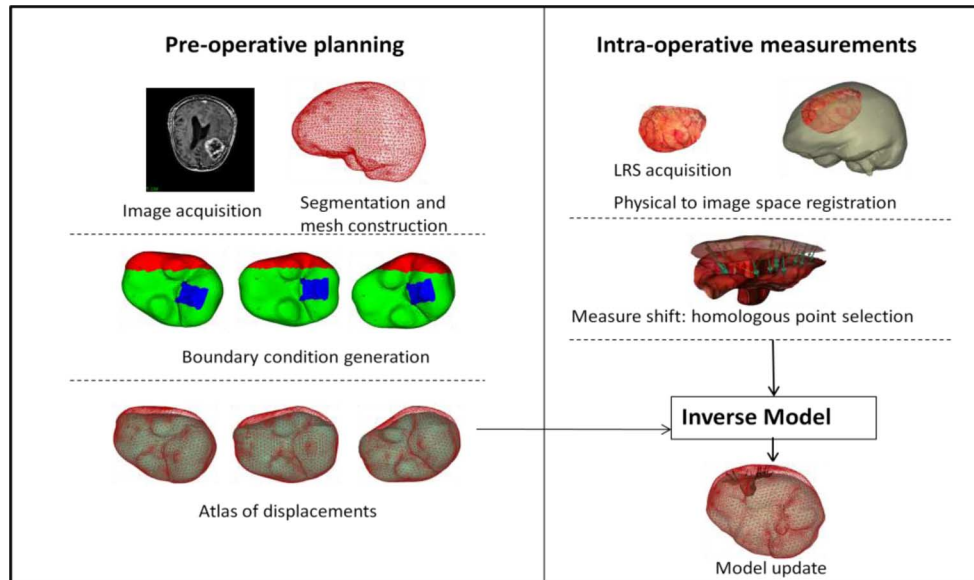 Pre-operative planning
Image acquisition
Segmentation and
mesh construction
Boundary condition generation
Atlas of displacements
Intra-operative measurements
LRS acquisition
Physical to image space registration
Measure shift: homologous point selection
Inverse Model
Model update